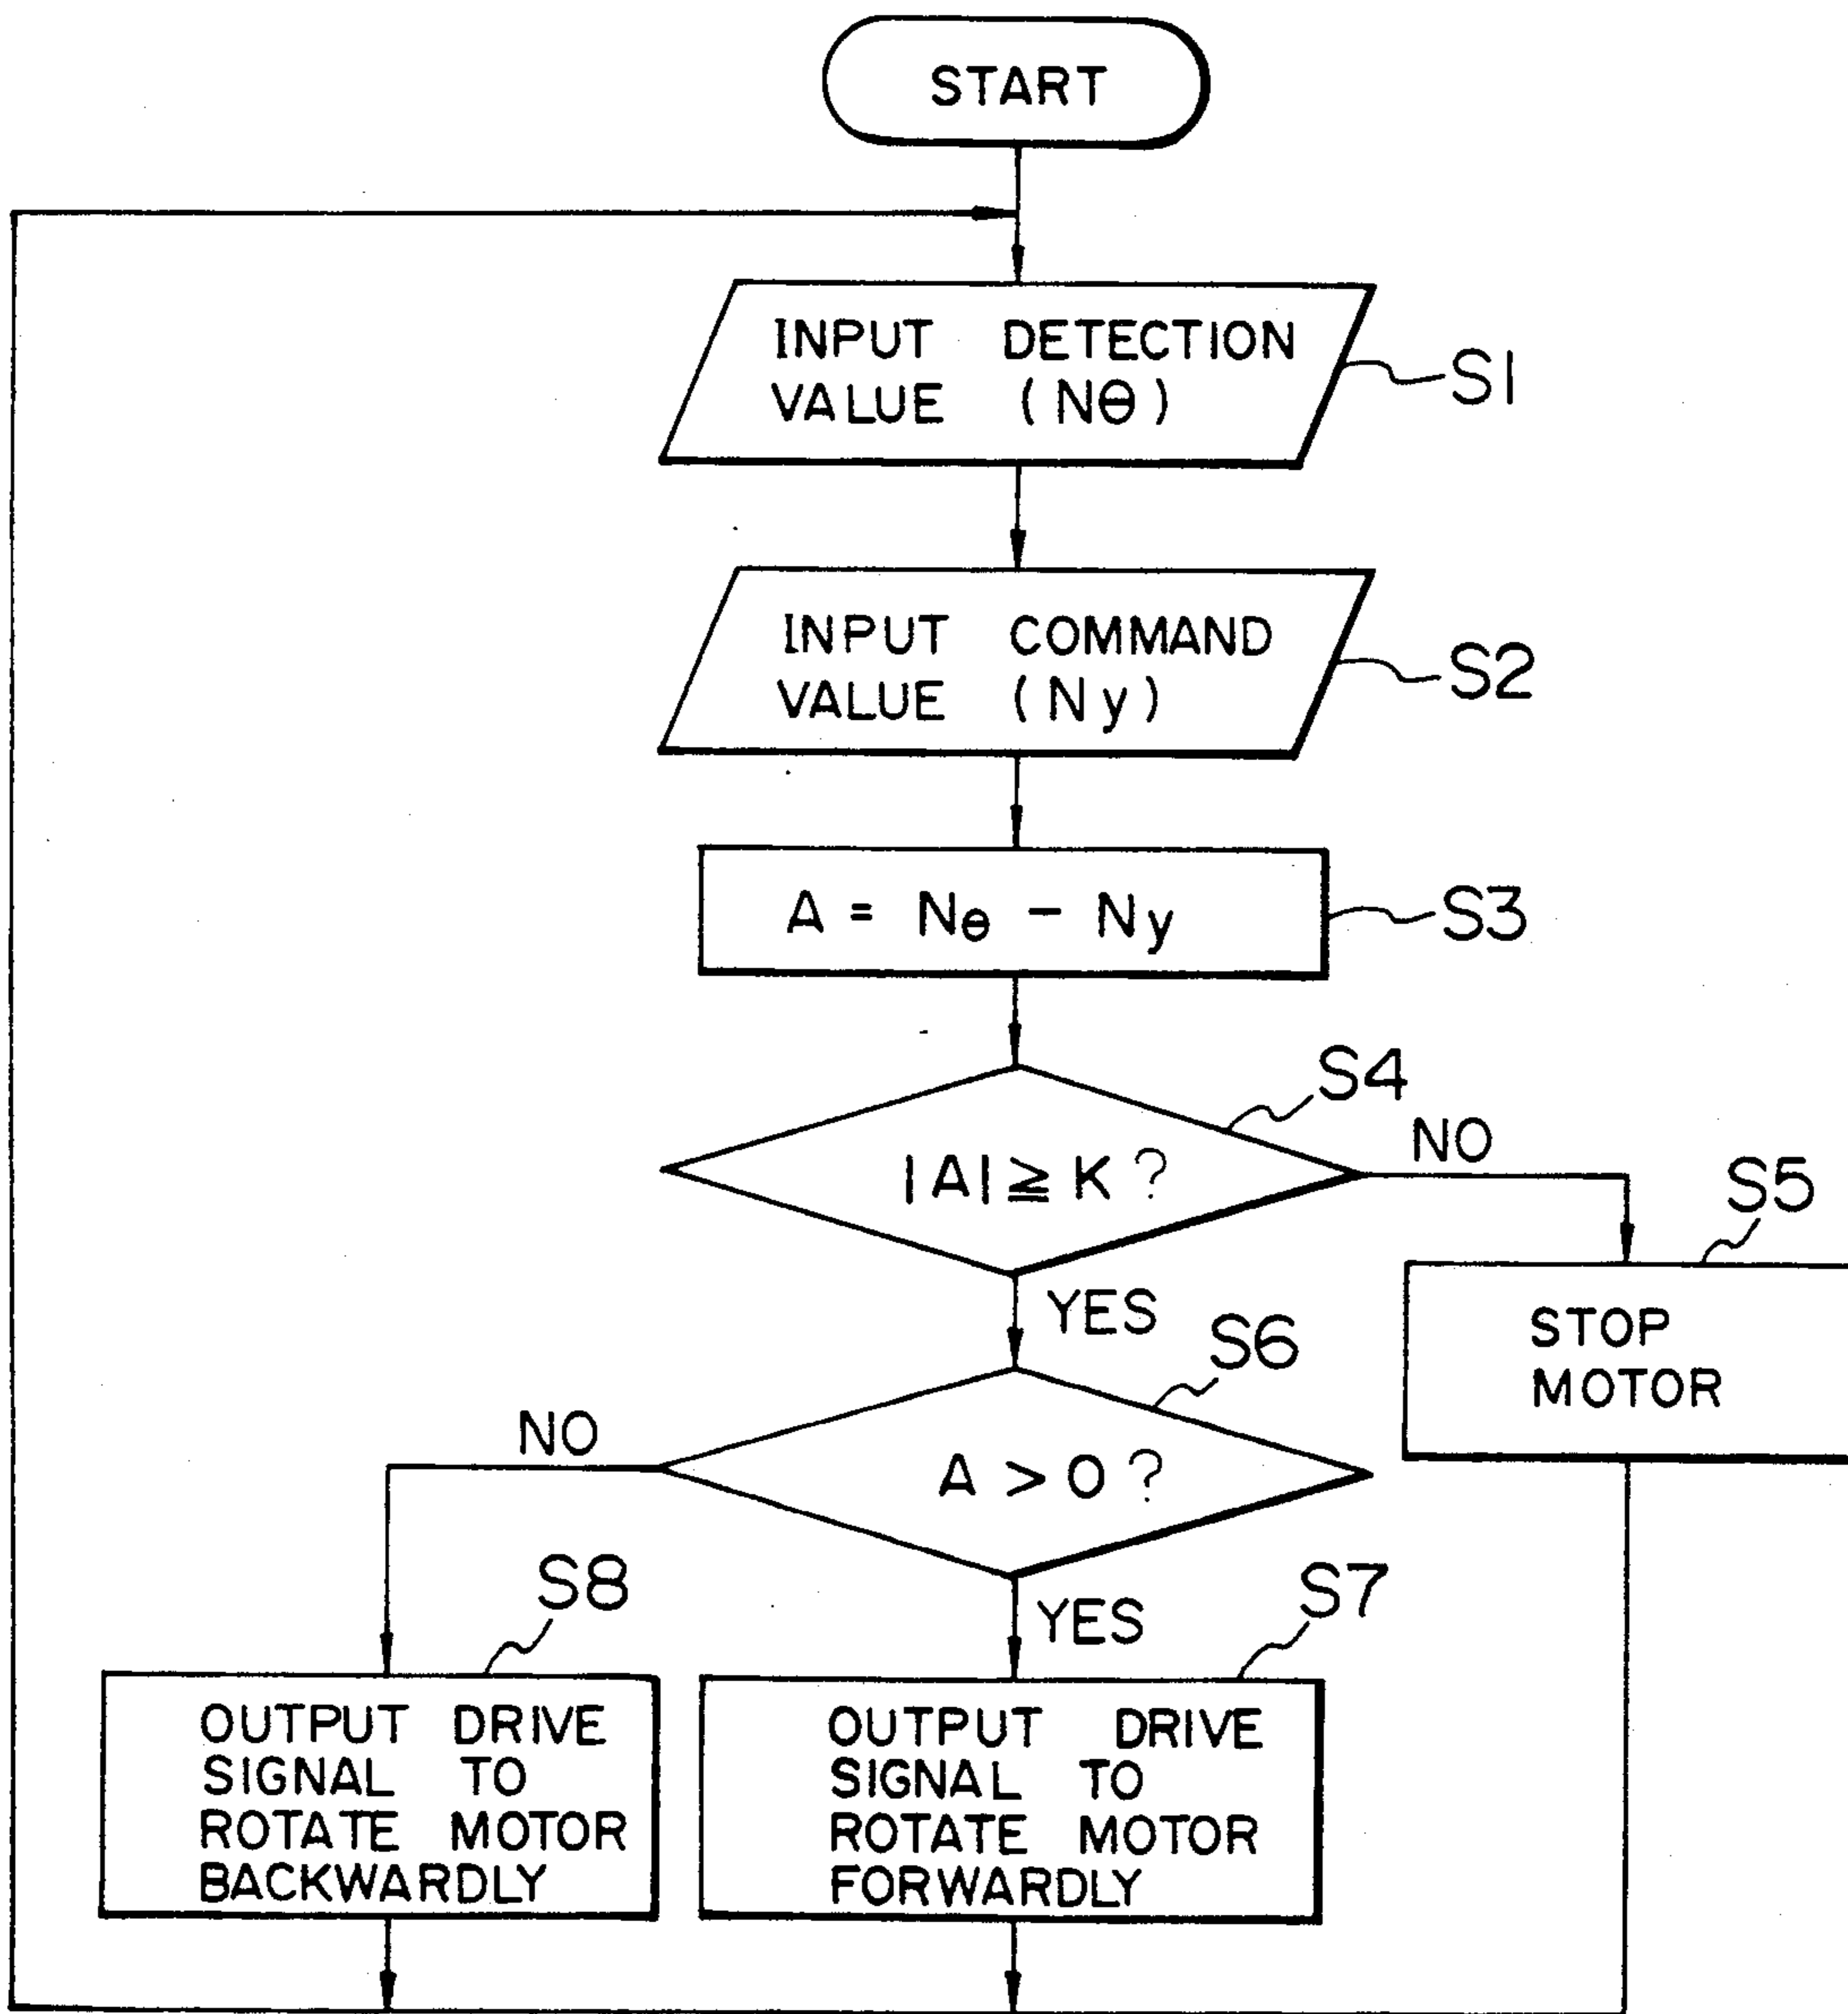 START
INPUT DETECTION
VALUE (Nθ)
S1
INPUT COMMAND
VALUE (Ny)
S2
A = Nθ - Ny
S3
S4
|A| ≧ K ?
NO
S5
YES
STOP
MOTOR
S6
NO
A > 0 ?
S8
YES
S7
OUTPUT DRIVE
SIGNAL TO
ROTATE MOTOR
BACKWARDLY
OUTPUT DRIVE
SIGNAL TO
ROTATE MOTOR
FORWARDLY